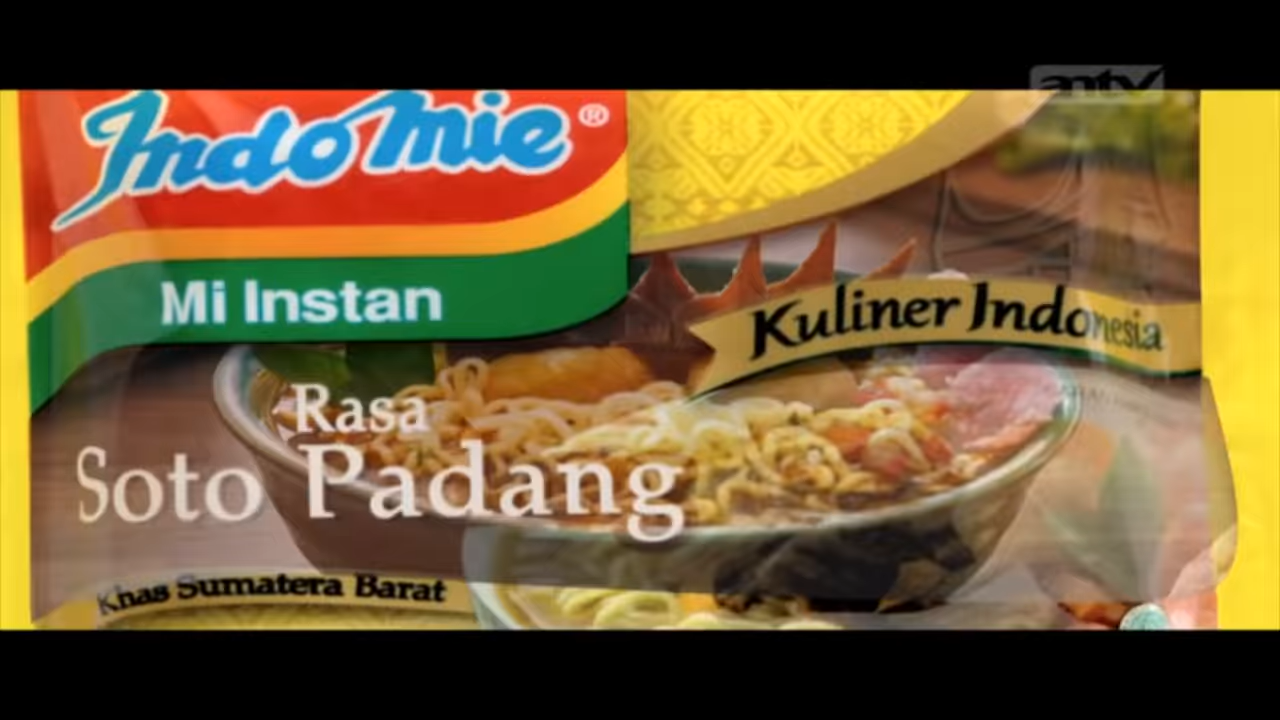 antv
Indomie®
Mi Instan
Kuliner Indonesia
Rasa
Soto Padang
Khas Sumatera Barat